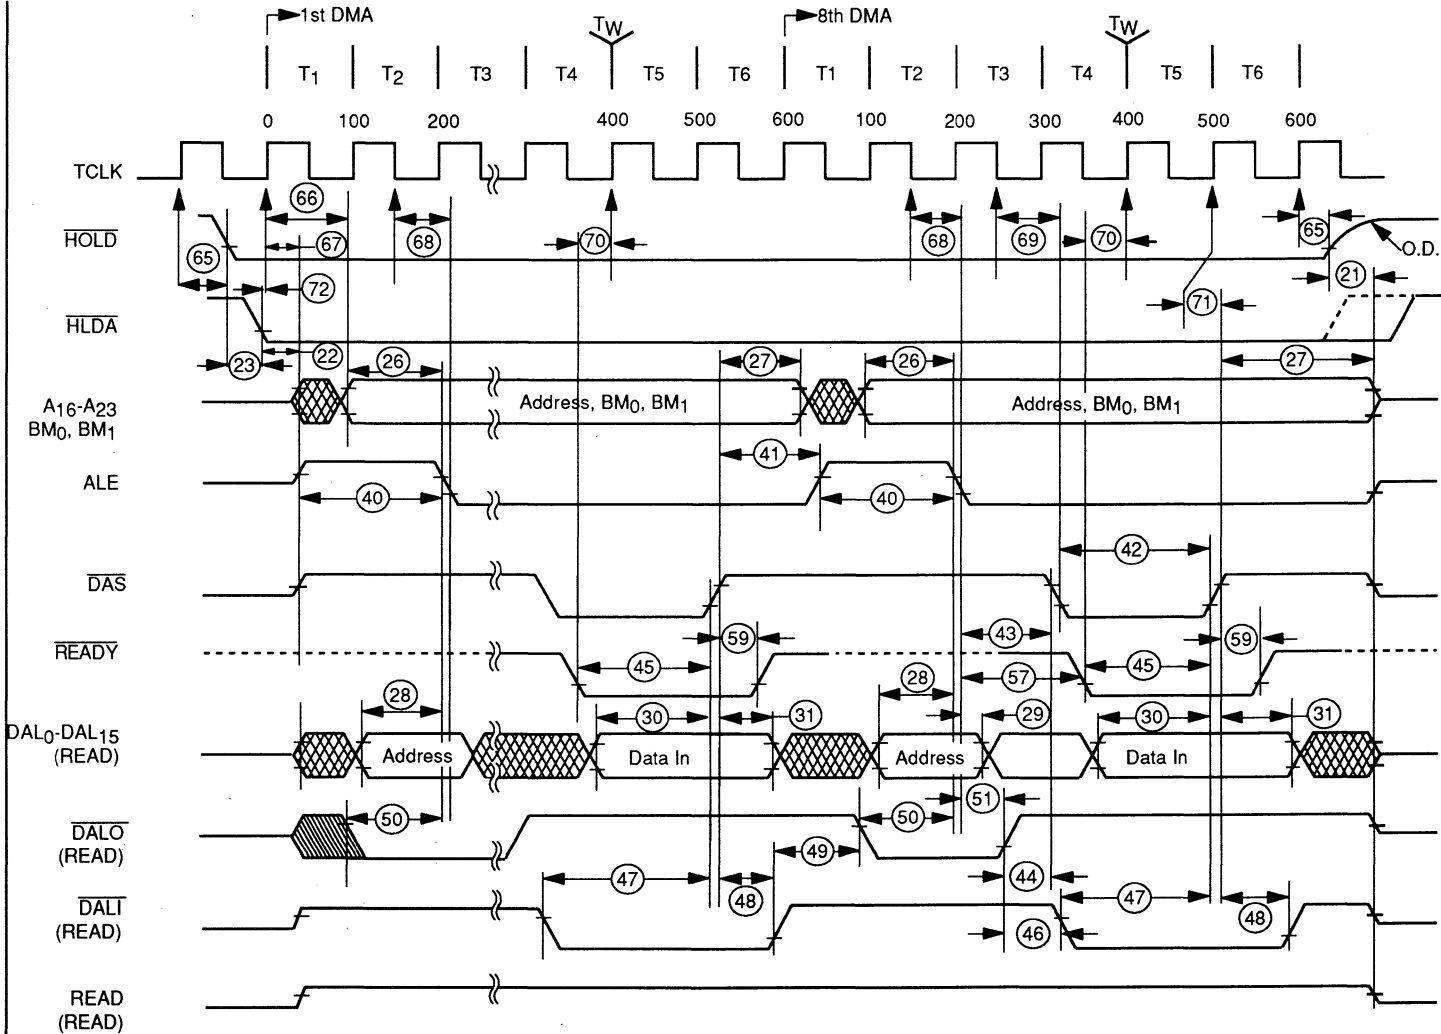 1st DMA 8th DMA
TW TW
T1 T2 T3 T4 T5 T6 T1 T2 T3 T4 T5 T6
0 100 200 400 500 600 100 200 300 400 500 600
TCLK
66
HOLD 67 68 70 68 69 70 65 O.D.
65 72 21
HLDA 71
23 22 26 27 26 27
A16-A23
BM0, BM1
Address, BM0, BM1 Address, BM0, BM1
41
ALE 40 40
42
DAS
READY 59 43 59
45 57 45
28 28
30 31 29 30 31
DAL0-DAL15
(READ)
Address Data In Address Data In
51
DALO
(READ)
50 50
49
47 48 44 47 48
DALI
(READ)
46
READ
(READ)